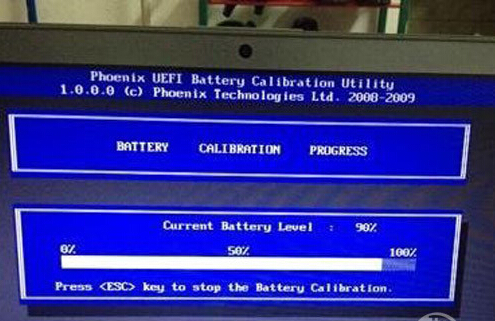 Phoenix UEFI Battery Calibration Utility
1.0.0.0 (c) Phoenix Technologies Ltd. 2008-2009
BATTERY CALIBRATION PROGRESS
Current Battery Level : 90%
0% 50% 100%
Press <ESC> key to stop the Battery Calibration.